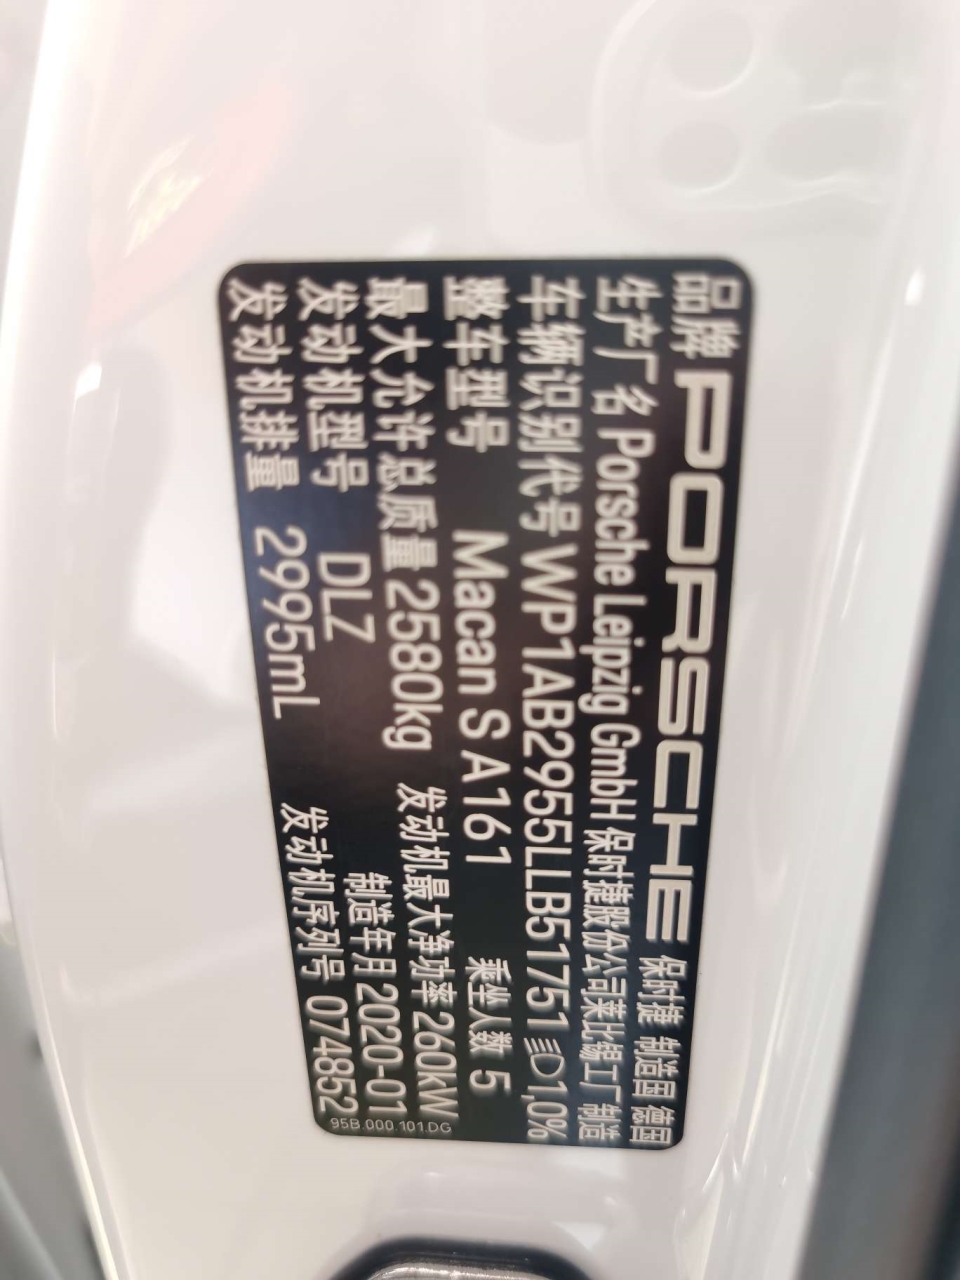 品牌 PORSCHE 保时捷 制造国 德国
生产厂名 Porsche Leipzig GmbH 保时捷股份公司莱比锡工厂制造
车辆识别代号 WP1AB2955LLB51751 1,0%
整车型号 Macan S A161 乘坐人数 5
最大允许总质量 2580kg 发动机最大净功率 260kW
发动机型号 DLZ 制造年月 2020-01
发动机排量 2995mL 发动机序列号 074852
95B.000.101.DG